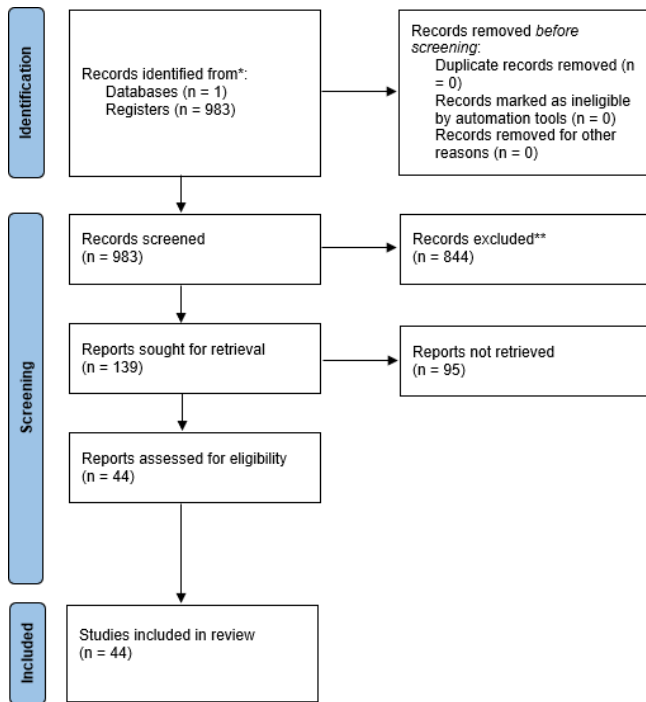 Identification
Records identified from*:
Databases (n = 1)
Registers (n = 983)
Records removed before
screening:
Duplicate records removed (n
= 0)
Records marked as ineligible
by automation tools (n = 0)
Records removed for other
reasons (n = 0)
Screening
Records screened
(n = 983)
Records excluded**
(n = 844)
Reports sought for retrieval
(n = 139)
Reports not retrieved
(n = 95)
Reports assessed for eligibility
(n = 44)
Included
Studies included in review
(n = 44)